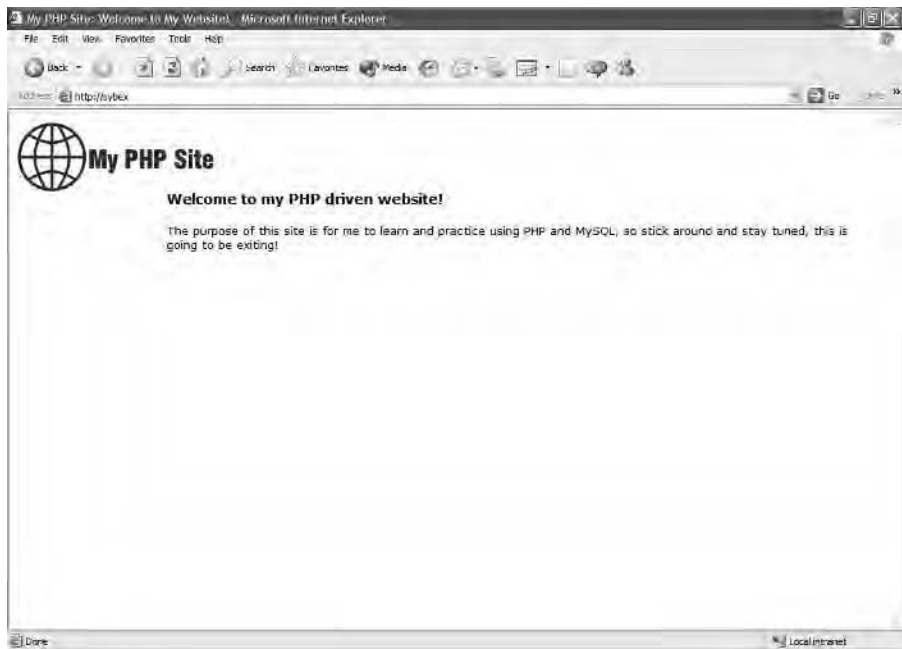 My PHP Site: Welcome to My Website! - Microsoft Internet Explorer
File Edit View Favorites Tools Help
Back Search Favorites Media
Address http://sybex Go
My PHP Site
Welcome to my PHP driven website!
The purpose of this site is for me to learn and practice using PHP and MySQL, so stick around and stay tuned, this is
going to be exiting!
Done Local intranet